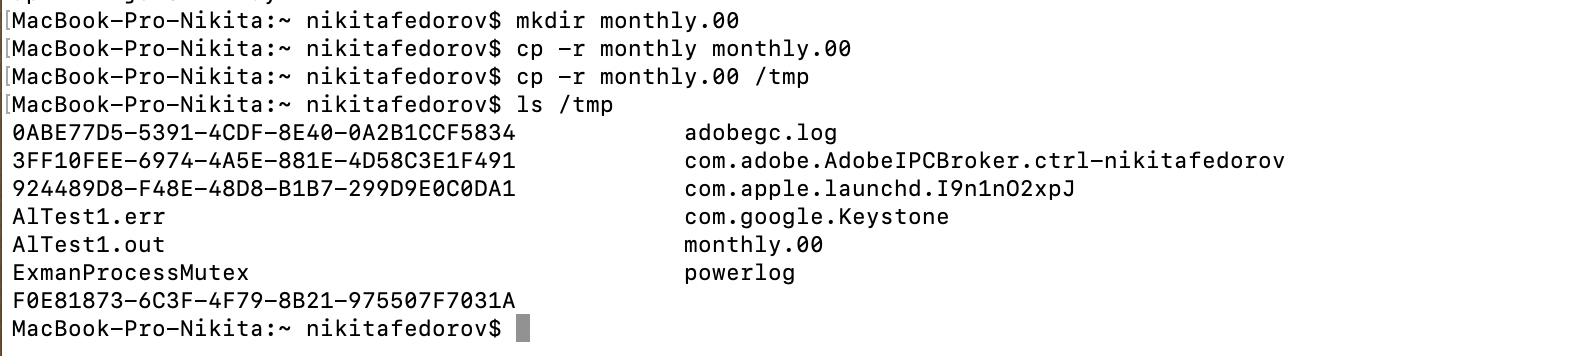 [MacBook-Pro-Nikita:~ nikitafedorov$ mkdir monthly.00
[MacBook-Pro-Nikita:~ nikitafedorov$ cp -r monthly monthly.00
[MacBook-Pro-Nikita:~ nikitafedorov$ cp -r monthly.00 /tmp
[MacBook-Pro-Nikita:~ nikitafedorov$ ls /tmp
0ABE77D5-5391-4CDF-8E40-0A2B1CCF5834 adobegc.log
3FF10FEE-6974-4A5E-881E-4D58C3E1F491 com.adobe.AdobeIPCBroker.ctrl-nikitafedorov
924489D8-F48E-48D8-B1B7-299D9E0C0DA1 com.apple.launchd.I9n1nO2xpJ
AlTest1.err com.google.Keystone
AlTest1.out monthly.00
ExmanProcessMutex powerlog
F0E81873-6C3F-4F79-8B21-975507F7031A
MacBook-Pro-Nikita:~ nikitafedorov$